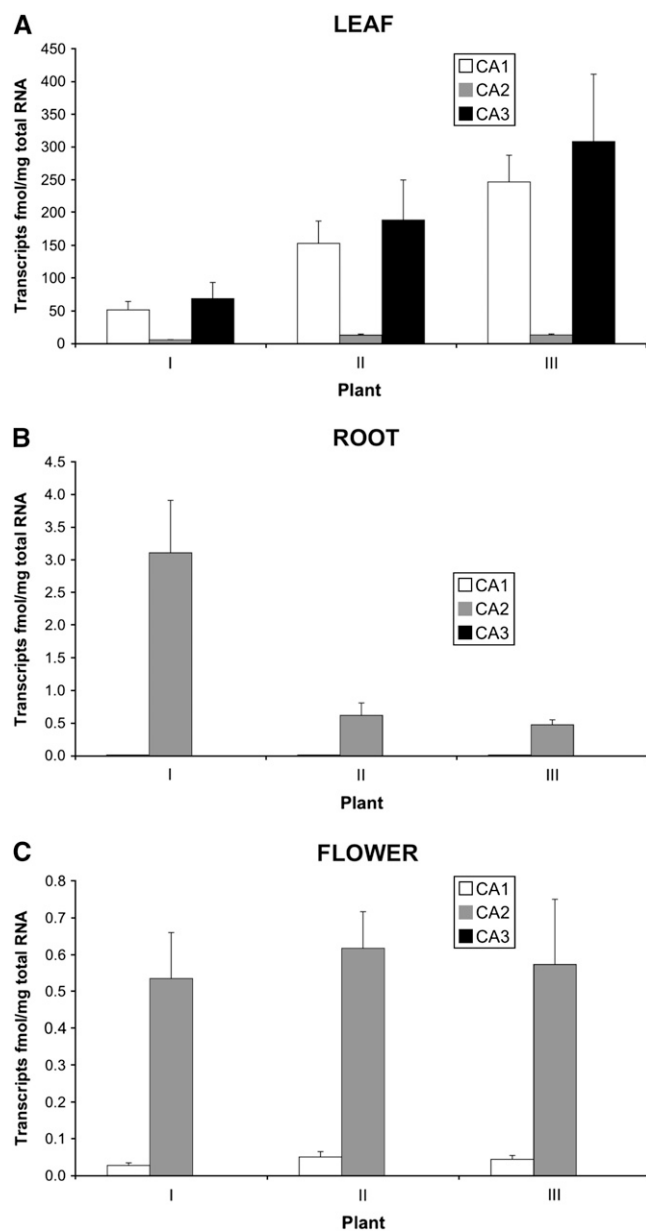 A
LEAF
Transcripts fmol/mg total RNA
450
400
350
300
250
200
150
100
50
0
CA1
CA2
CA3
I II III
Plant
B
ROOT
Transcripts fmol/mg total RNA
4.5
4.0
3.5
3.0
2.5
2.0
1.5
1.0
0.5
0.0
CA1
CA2
CA3
I II III
Plant
C
FLOWER
Transcripts fmol/mg total RNA
0.8
0.7
0.6
0.5
0.4
0.3
0.2
0.1
0.0
CA1
CA2
CA3
I II III
Plant